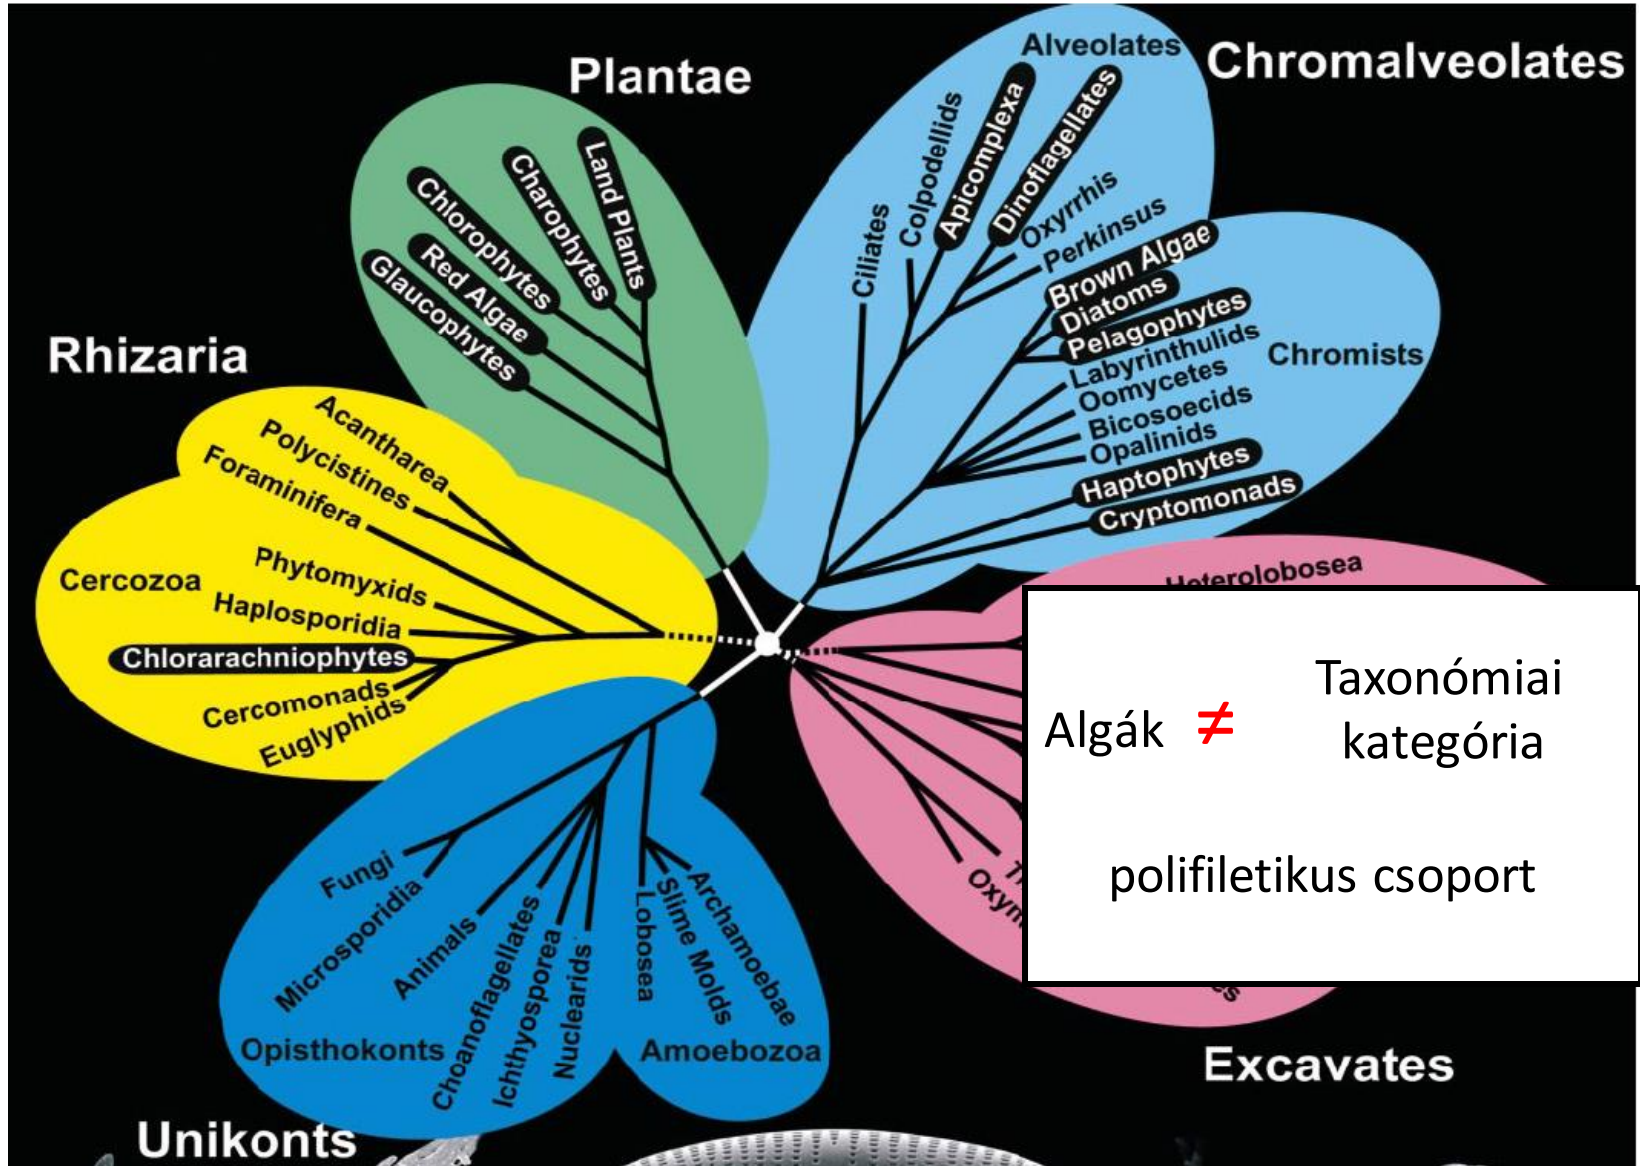 Plantae
Land Plants
Charophytes
Chlorophytes
Red Algae
Glaucophytes
Chromalveolates
Alveolates
Ciliates
Colpodellids
Apicomplexa
Dinoflagellates
Oxyrrhis
Perkinsus
Brown Algae
Diatoms
Pelagophytes
Labyrinthulids
Oomycetes
Bicosoecids
Opalinids
Haptophytes
Cryptomonads
Chromists
Rhizaria
Acantharea
Polycistines
Foraminifera
Cercozoa
Phytomyxids
Haplosporidia
Chlorarachniophytes
Cercomonads
Euglyphids
Heterolobosea
Algák ≠ Taxonómiai
kategória
polifiletikus csoport
Excavates
Fungi
Microsporidia
Animals
Choanoflagellates
Ichthyosporea
Nuclearids
Lobosea
Slime Molds
Archamoebae
Opisthokonts
Amoebozoa
Unikonts